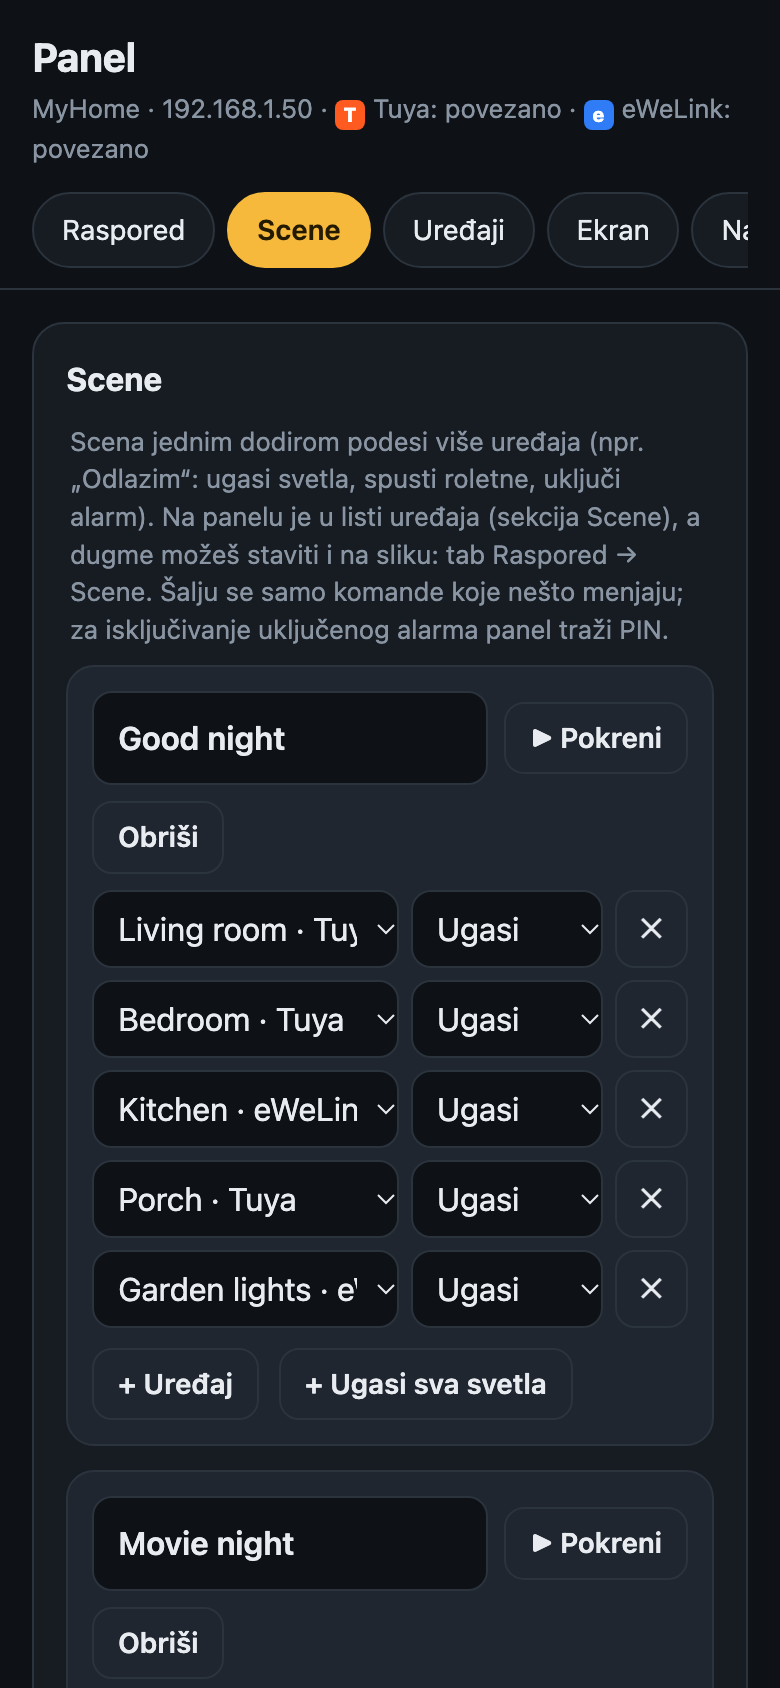 Panel
MyHome · 192.168.1.50 · T Tuya: povezano · e eWeLink:
povezano
Raspored Scene Uređaji Ekran
Scene
Scena jednim dodirom podesi više uređaja (npr.
„Odlazim“: ugasi svetla, spusti roletne, uključi
alarm). Na panelu je u listi uređaja (sekcija Scene), a
dugme možeš staviti i na sliku: tab Raspored →
Scene. Šalju se samo komande koje nešto menjaju;
za isključivanje uključenog alarma panel traži PIN.
Good night ▶ Pokreni
Obriši
Living room · Tuy Ugasi ✕
Bedroom · Tuya Ugasi ✕
Kitchen · eWeLin Ugasi ✕
Porch · Tuya Ugasi ✕
Garden lights · e Ugasi ✕
+ Uređaj + Ugasi sva svetla
Movie night ▶ Pokreni
Obriši